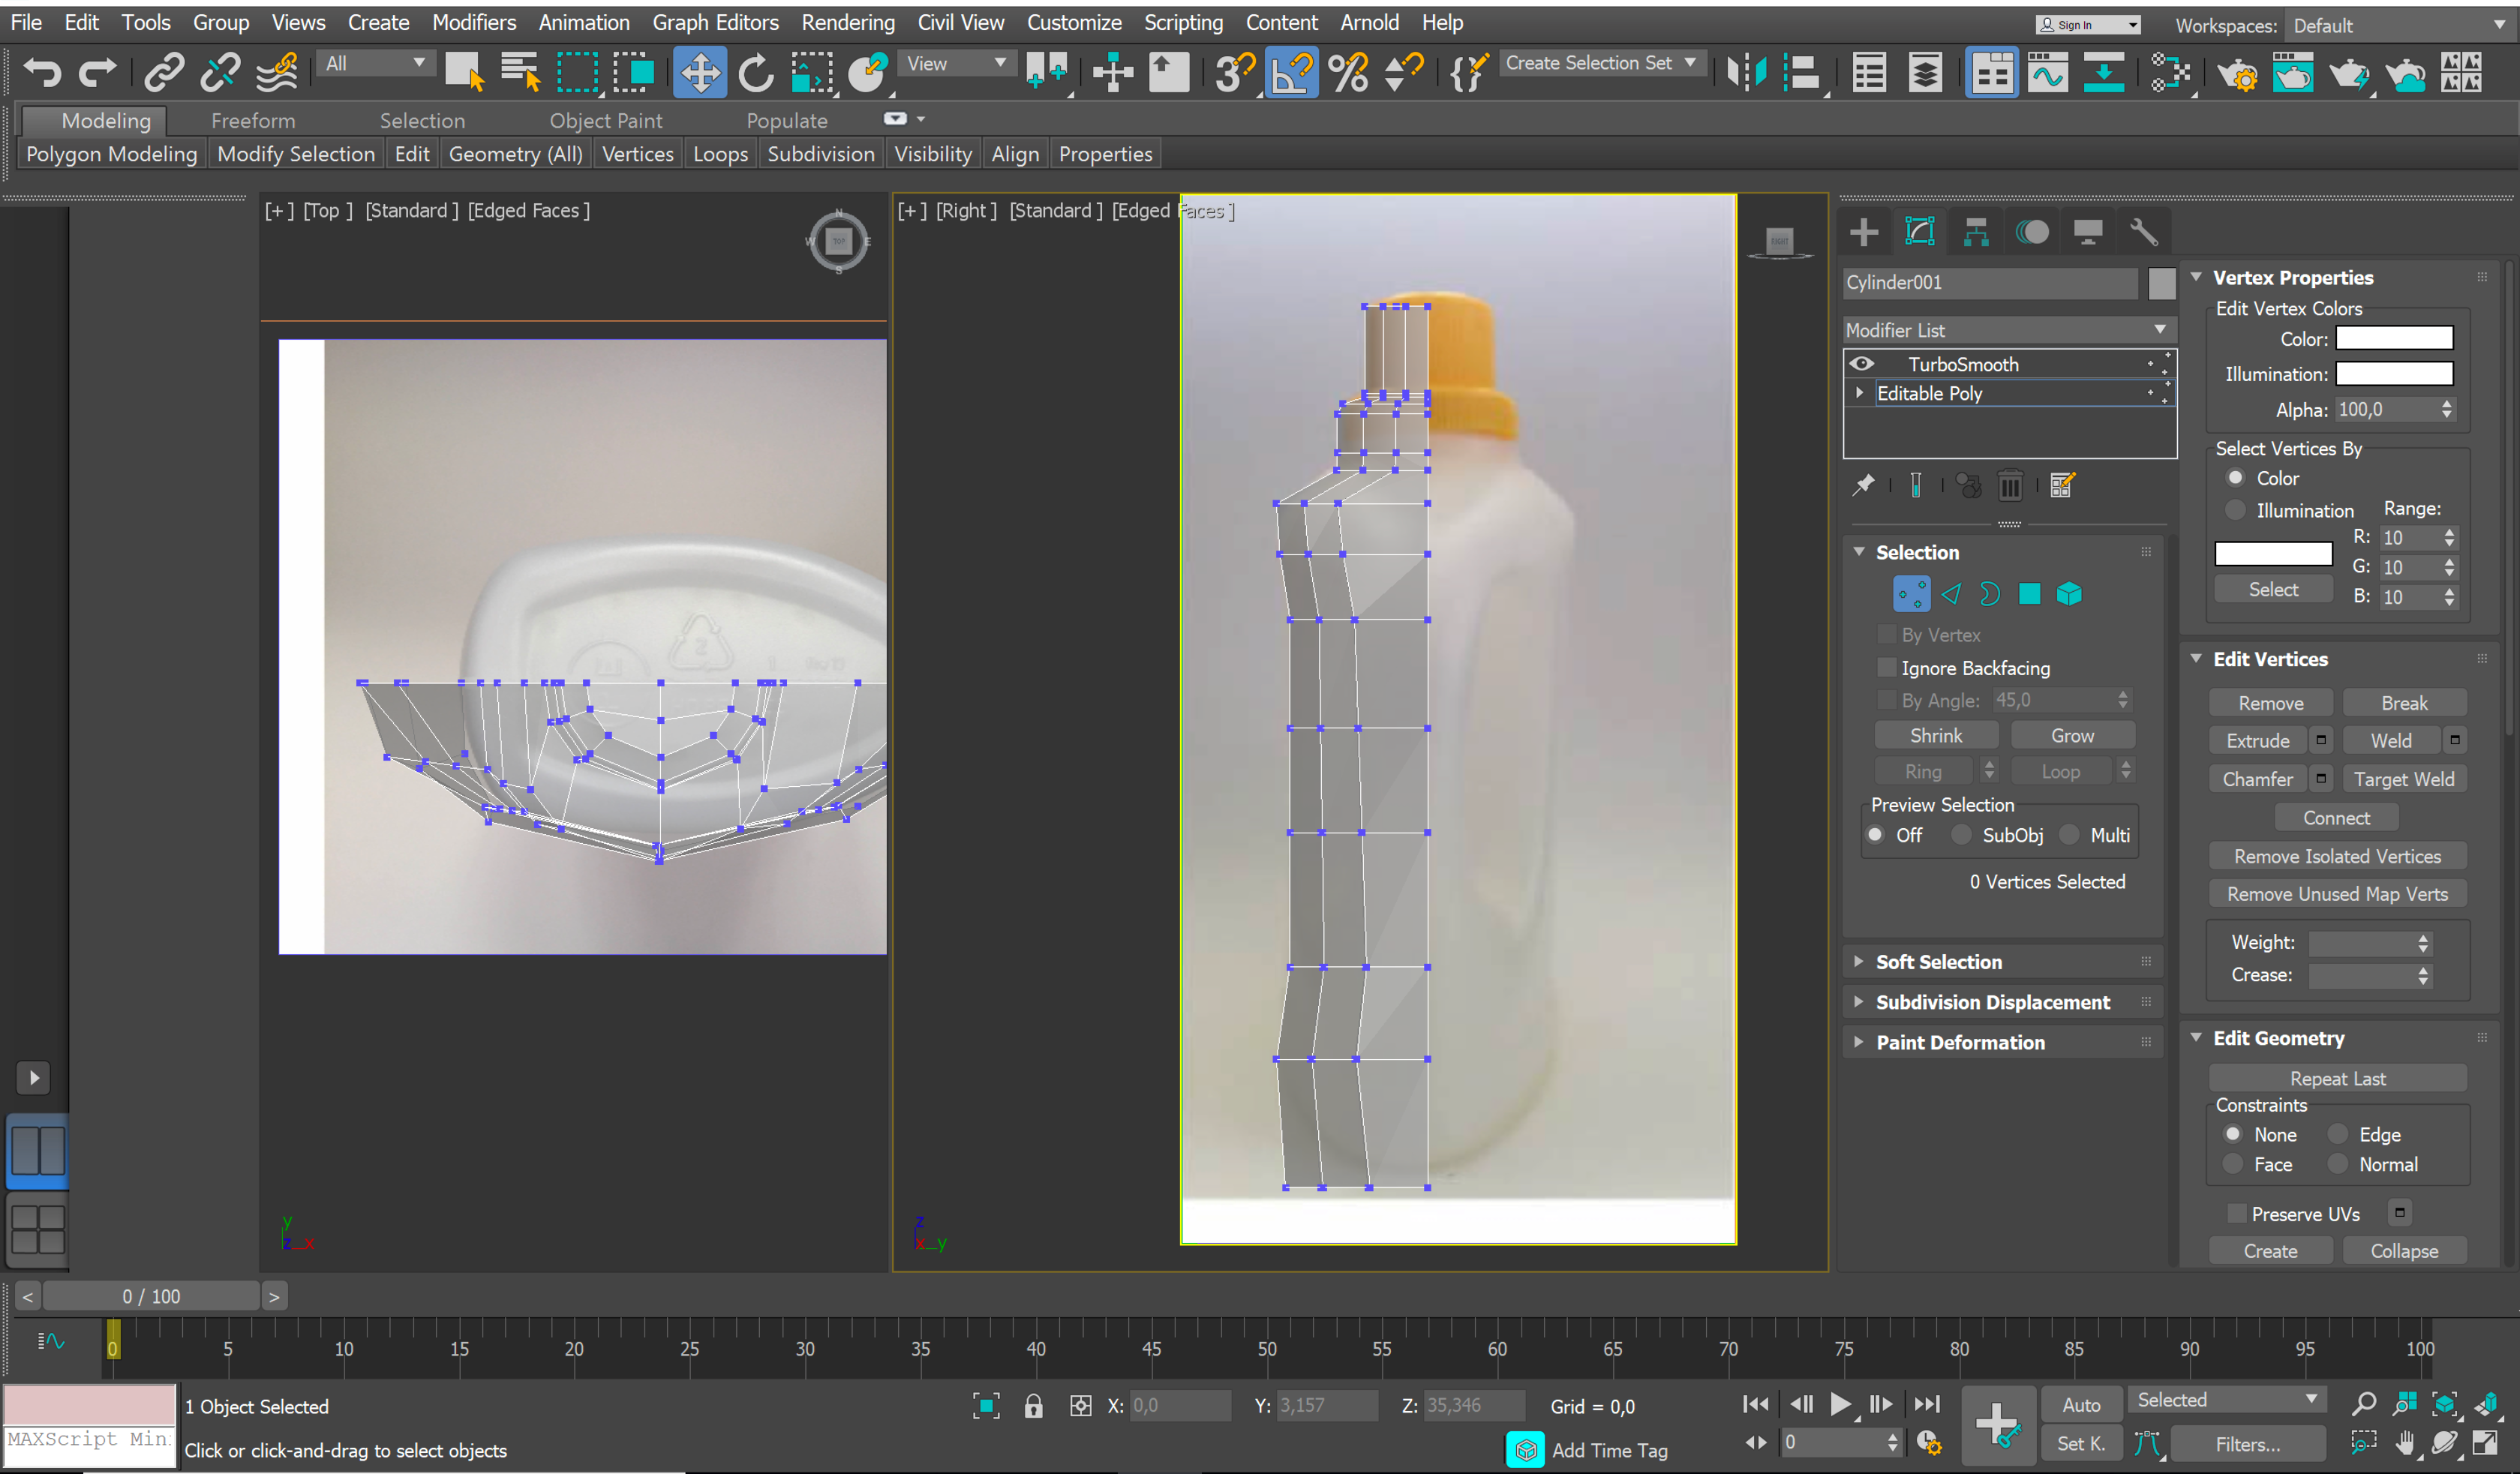 File Edit Tools Group Views Create Modifiers Animation Graph Editors Rendering Civil View Customize Scripting Content Arnold Help
Sign In
Workspaces: Default
All
View
Create Selection Set
Modeling Freeform Selection Object Paint Populate
Polygon Modeling Modify Selection Edit Geometry (All) Vertices Loops Subdivision Visibility Align Properties
[+] [Top] [Standard] [Edged Faces]
N
W TOP E
S
[+] [Right] [Standard] [Edged Faces]
RIGHT
y
z x
z
x y
Cylinder001
Modifier List
TurboSmooth
Editable Poly
Selection
By Vertex
Ignore Backfacing
By Angle: 45,0
Shrink Grow
Ring Loop
Preview Selection
Off SubObj Multi
0 Vertices Selected
Soft Selection
Subdivision Displacement
Paint Deformation
Vertex Properties
Edit Vertex Colors
Color:
Illumination:
Alpha: 100,0
Select Vertices By
Color
Illumination Range:
R: 10
G: 10
Select
B: 10
Edit Vertices
Remove Break
Extrude Weld
Chamfer Target Weld
Connect
Remove Isolated Vertices
Remove Unused Map Verts
Weight:
Crease:
Edit Geometry
Repeat Last
Constraints
None Edge
Face Normal
Preserve UVs
Create Collapse
< 0 / 100 >
0 5 10 15 20 25 30 35 40 45 50 55 60 65 70 75 80 85 90 95 100
1 Object Selected
X: 0,0 Y: 3,157 Z: 35,346 Grid = 0,0
Auto Selected
MAXScript Min:
Click or click-and-drag to select objects
Add Time Tag
0
Set K. Filters...